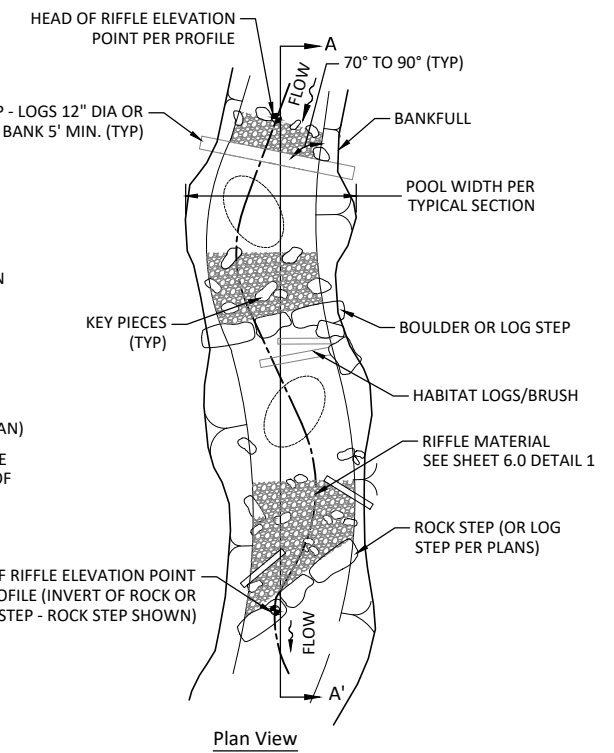 HEAD OF RIFFLE ELEVATION
POINT PER PROFILE
A
70° TO 90° (TYP)
FLOW
P - LOGS 12" DIA OR
BANK 5' MIN. (TYP)
BANKFULL
POOL WIDTH PER
TYPICAL SECTION
N
KEY PIECES
(TYP)
BOULDER OR LOG STEP
HABITAT LOGS/BRUSH
AN)
E
OF
RIFFLE MATERIAL
SEE SHEET 6.0 DETAIL 1
ROCK STEP (OR LOG
STEP PER PLANS)
F RIFFLE ELEVATION POINT
OFILE (INVERT OF ROCK OR
STEP - ROCK STEP SHOWN)
FLOW
A'
Plan View